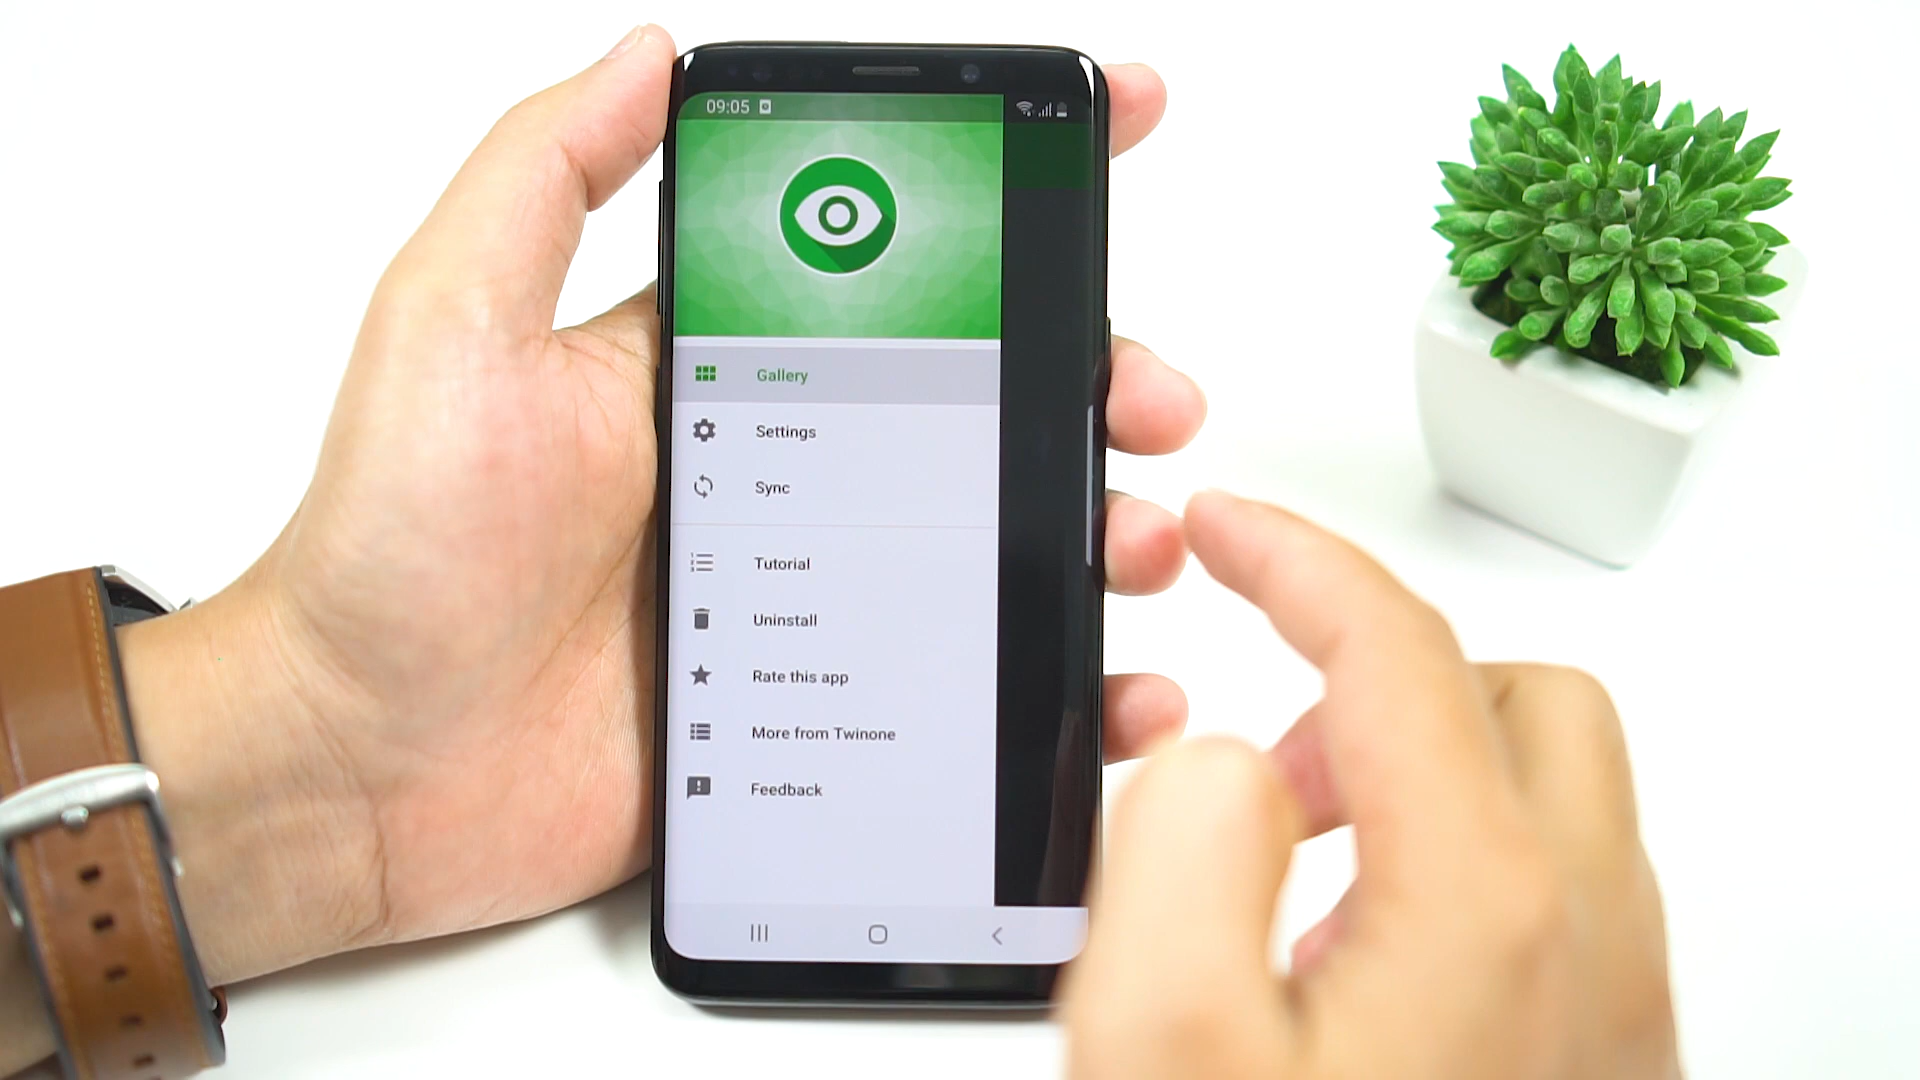 09:05
Gallery
Settings
Sync
Tutorial
Uninstall
Rate this app
More from Twinone
Feedback